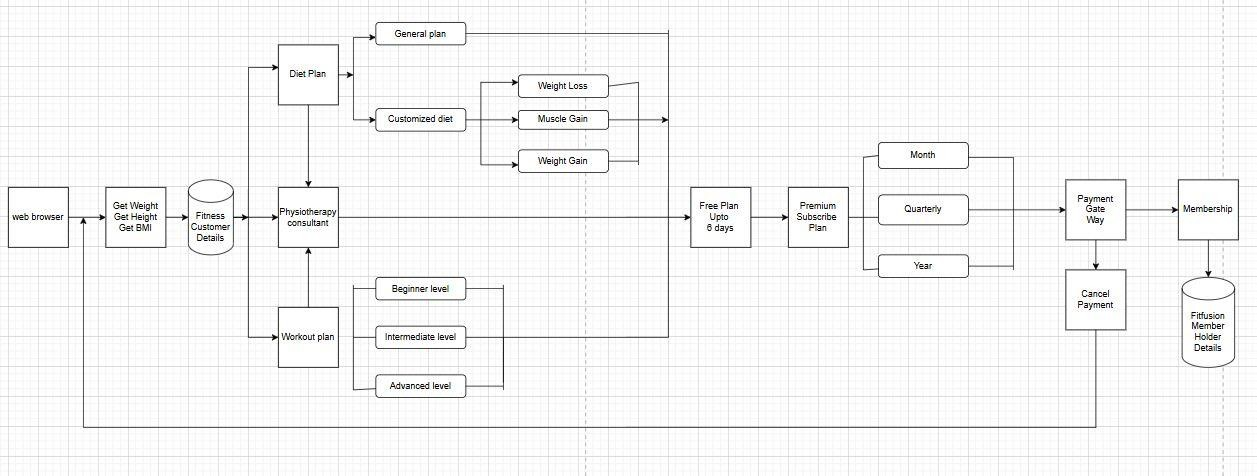 General plan
Diet Plan
Weight Loss
Customized diet
Muscle Gain
Weight Gain
web browser
Get Weight
Get Height
Get BMI
Fitness
Customer
Details
Physiotherapy
consultant
Free Plan
Upto
6 days
Premium
Subscribe
Plan
Month
Quarterly
Year
Payment
Gate
Way
Membership
Beginner level
Workout plan
Intermediate level
Advanced level
Cancel
Payment
Fitfusion
Member
Holder
Details